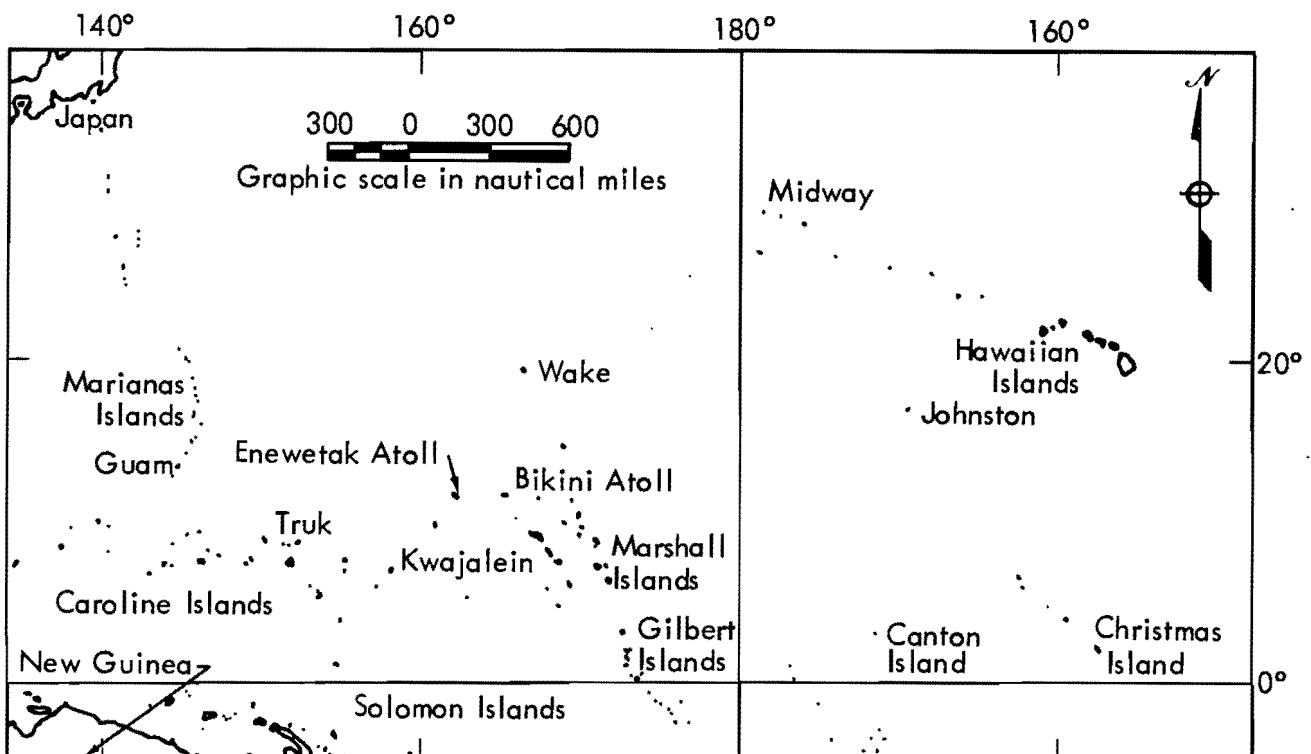 140° 160° 180° 160°
N
Japan
300 0 300 600
Graphic scale in nautical miles
Midway
Hawaiian
Islands
20°
Marianas
Islands
Wake
Johnston
Guam
Enewetak Atoll
Bikini Atoll
Truk
Kwajalein
Marshall
Islands
Caroline Islands
Gilbert
Islands
Canton
Island
Christmas
Island
New Guinea
0°
Solomon Islands